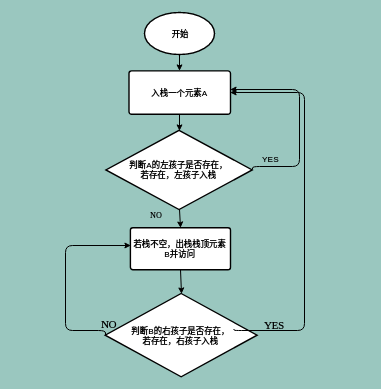 开始
入栈一个元素A
判断A的左孩子是否存在，
若存在，左孩子入栈
YES
NO
若栈不空，出栈栈顶元素
B并访问
NO
判断B的右孩子是否存在，
若存在，右孩子入栈
YES